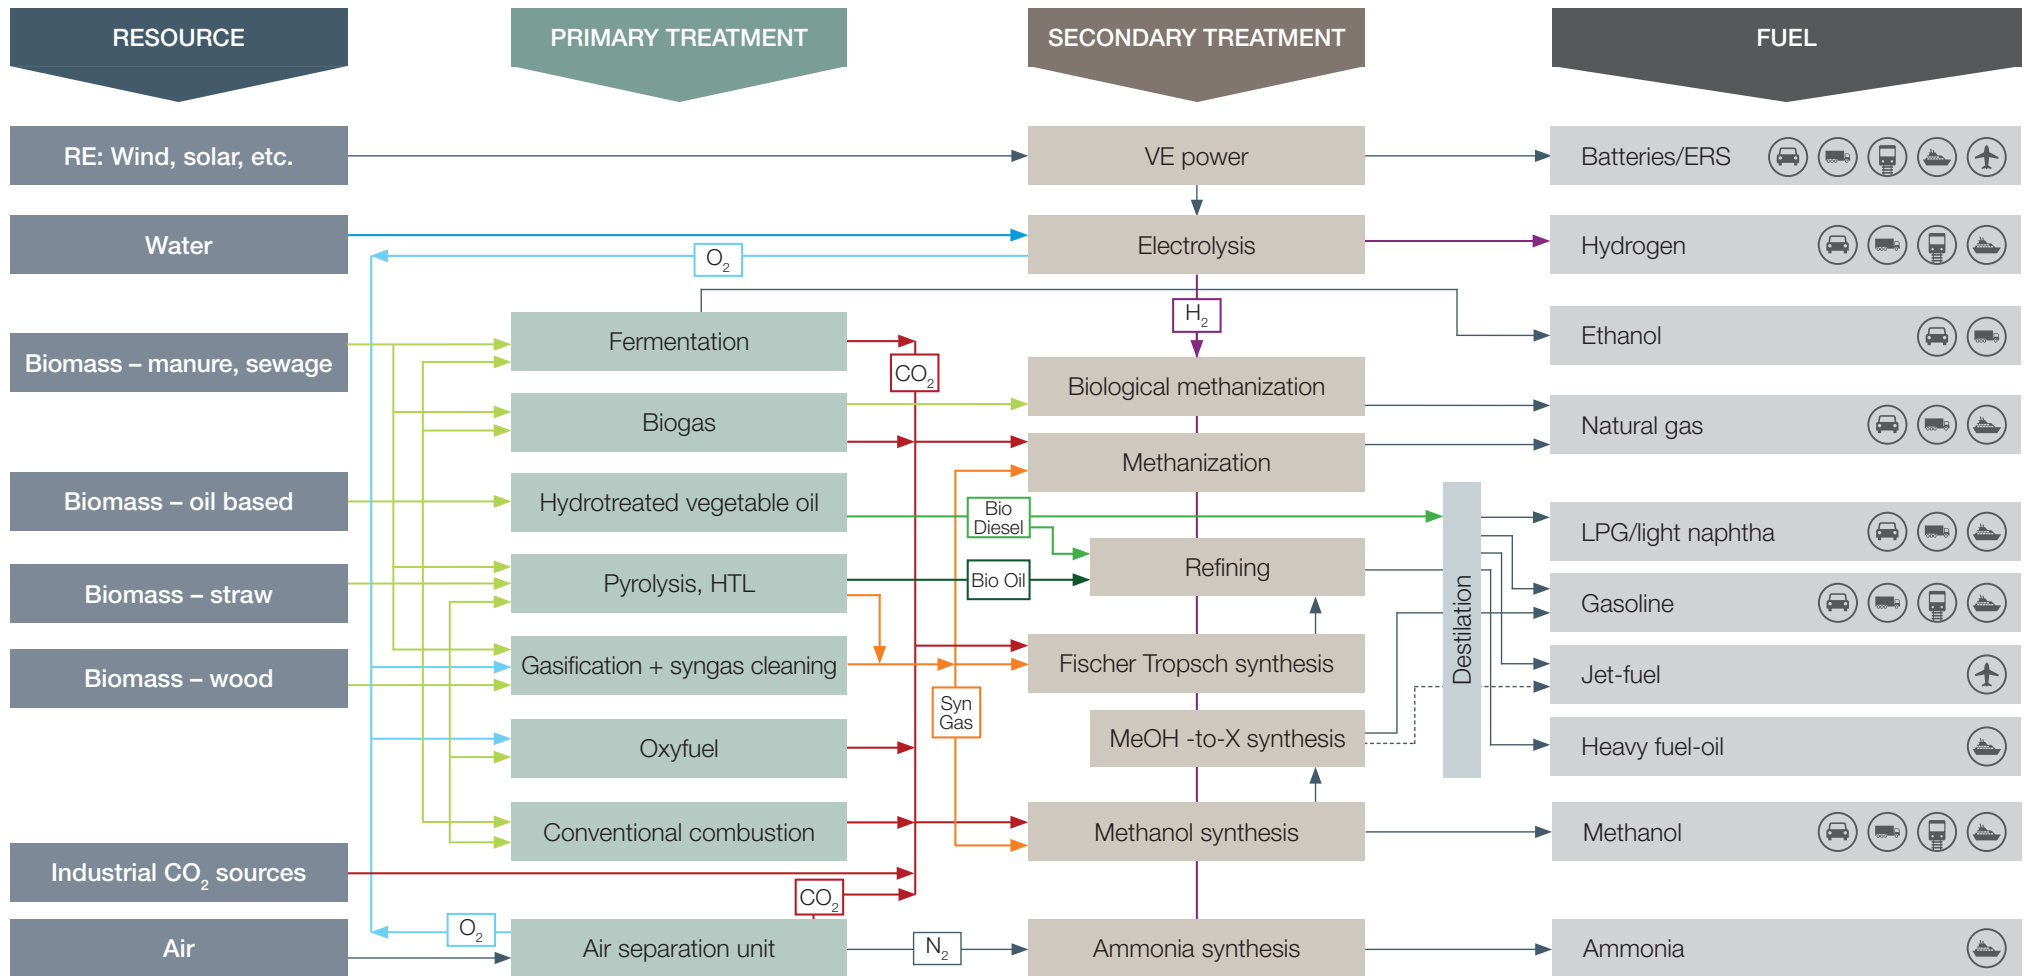 RESOURCE
PRIMARY TREATMENT
SECONDARY TREATMENT
FUEL
RE: Wind, solar, etc.
VE power
Batteries/ERS
Water
Electrolysis
Hydrogen
O₂
H₂
Biomass – manure, sewage
Fermentation
Ethanol
CO₂
Biological methanization
Biogas
Natural gas
Methanization
Biomass – oil based
Hydrotreated vegetable oil
Bio
Diesel
LPG/light naphtha
Biomass – straw
Pyrolysis, HTL
Bio Oil
Refining
Destilation
Gasoline
Biomass – wood
Gasification + syngas cleaning
Fischer Tropsch synthesis
Jet-fuel
Syn
Gas
Oxyfuel
MeOH -to-X synthesis
Heavy fuel-oil
Conventional combustion
Methanol synthesis
Methanol
Industrial CO₂ sources
CO₂
Air
O₂
Air separation unit
N₂
Ammonia synthesis
Ammonia